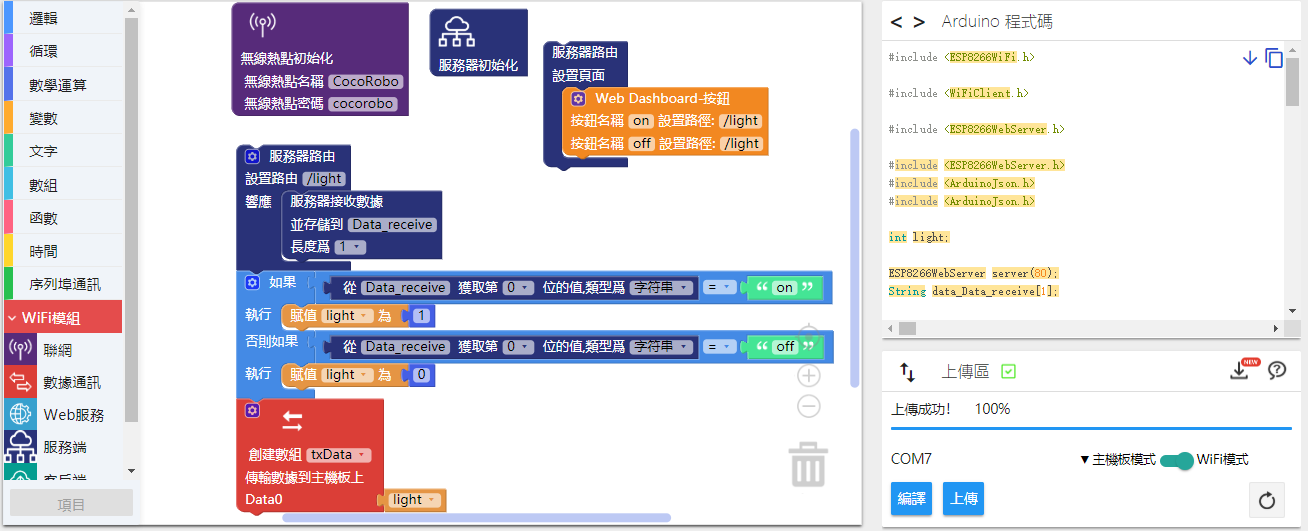 邏輯
循環
數學運算
變數
文字
數組
函數
時間
序列埠通訊
WiFi模組
聯網
數據通訊
Web服務
服務端
客戶端
項目
無線熱點初始化
無線熱點名稱 CocoRobo
無線熱點密碼 cocorobo
服務器初始化
服務器路由
設置頁面
Web Dashboard-按鈕
按鈕名稱 on 設置路徑: /light
按鈕名稱 off 設置路徑: /light
服務器路由
設置路由 /light
響應 服務器接收數據
並存儲到 Data_receive
長度爲 1
如果 從 Data_receive 獲取第 0 位的值,類型爲 字符串 = “ on ”
執行 賦值 light 為 1
否則如果 從 Data_receive 獲取第 0 位的值,類型爲 字符串 = “ off ”
執行 賦值 light 為 0
創建數組 txData
傳輸數據到主機板上
Data0 light
< > Arduino 程式碼
#include <ESP8266WiFi.h>
#include <WiFiClient.h>
#include <ESP8266WebServer.h>
#include <ESP8266WebServer.h>
#include <ArduinoJson.h>
#include <ArduinoJson.h>
int light;
ESP8266WebServer server(80);
String data_Data_receive[1];
上傳區 NEW
上傳成功! 100%
COM7 ▼主機板模式 WiFi模式
編譯 上傳